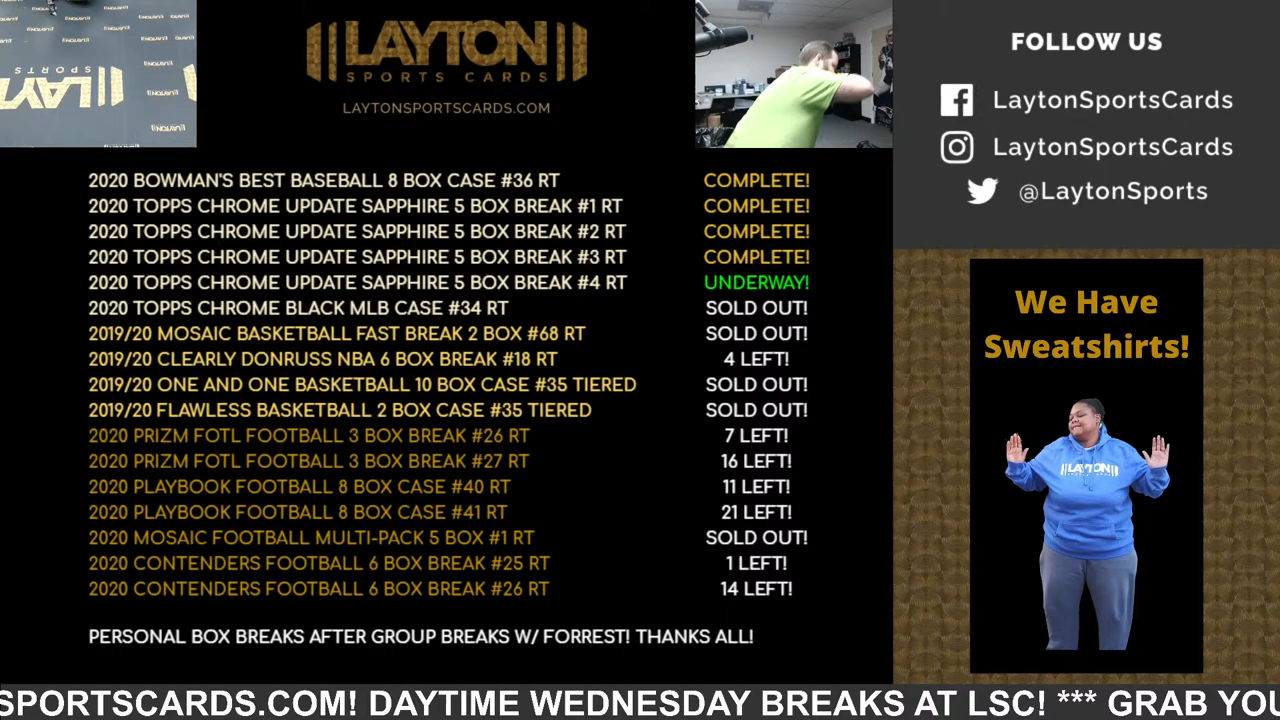 LAYTON
SPORTS CARDS
LAYTONSPORTSCARDS.COM
FOLLOW US
LaytonSportsCards
LaytonSportsCards
@LaytonSports
2020 BOWMAN'S BEST BASEBALL 8 BOX CASE #36 RT COMPLETE!
2020 TOPPS CHROME UPDATE SAPPHIRE 5 BOX BREAK #1 RT COMPLETE!
2020 TOPPS CHROME UPDATE SAPPHIRE 5 BOX BREAK #2 RT COMPLETE!
2020 TOPPS CHROME UPDATE SAPPHIRE 5 BOX BREAK #3 RT COMPLETE!
2020 TOPPS CHROME UPDATE SAPPHIRE 5 BOX BREAK #4 RT UNDERWAY!
2020 TOPPS CHROME BLACK MLB CASE #34 RT SOLD OUT!
2019/20 MOSAIC BASKETBALL FAST BREAK 2 BOX #68 RT SOLD OUT!
2019/20 CLEARLY DONRUSS NBA 6 BOX BREAK #18 RT 4 LEFT!
2019/20 ONE AND ONE BASKETBALL 10 BOX CASE #35 TIERED SOLD OUT!
2019/20 FLAWLESS BASKETBALL 2 BOX CASE #35 TIERED SOLD OUT!
2020 PRIZM FOTL FOOTBALL 3 BOX BREAK #26 RT 7 LEFT!
2020 PRIZM FOTL FOOTBALL 3 BOX BREAK #27 RT 16 LEFT!
2020 PLAYBOOK FOOTBALL 8 BOX CASE #40 RT 11 LEFT!
2020 PLAYBOOK FOOTBALL 8 BOX CASE #41 RT 21 LEFT!
2020 MOSAIC FOOTBALL MULTI-PACK 5 BOX #1 RT SOLD OUT!
2020 CONTENDERS FOOTBALL 6 BOX BREAK #25 RT 1 LEFT!
2020 CONTENDERS FOOTBALL 6 BOX BREAK #26 RT 14 LEFT!
PERSONAL BOX BREAKS AFTER GROUP BREAKS W/ FORREST! THANKS ALL!
We Have
Sweatshirts!
LAYTON
SPORTSCARDS.COM! DAYTIME WEDNESDAY BREAKS AT LSC! *** GRAB YOU